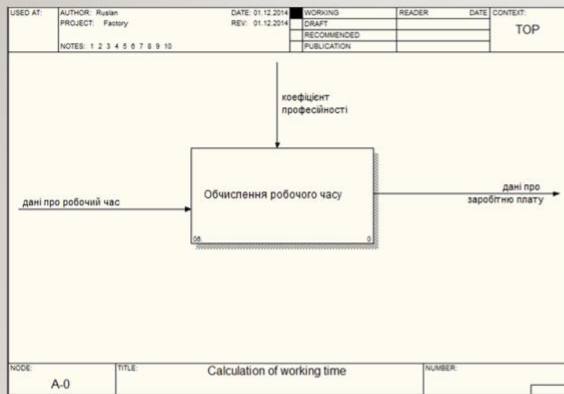 USED AT:
AUTHOR: Ruslan
DATE: 01.12.2014
WORKING
READER
DATE
CONTEXT:
PROJECT: Factory
REV: 01.12.2014
DRAFT
TOP
RECOMMENDED
NOTES: 1 2 3 4 5 6 7 8 9 10
PUBLICATION
коефіцієнт
професійності
Обчислення робочого часу
дані про робочий час
дані про
заробітню плату
0
NODE:
TITLE:
Calculation of working time
NUMBER:
A-0